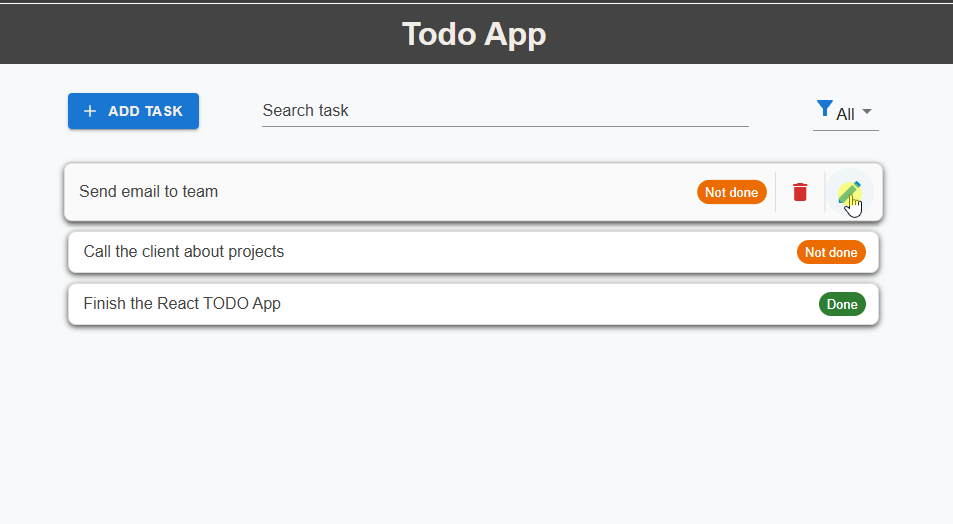 Todo App
+ ADD TASK
Search task
All
Send email to team
Not done
Call the client about projects
Not done
Finish the React TODO App
Done